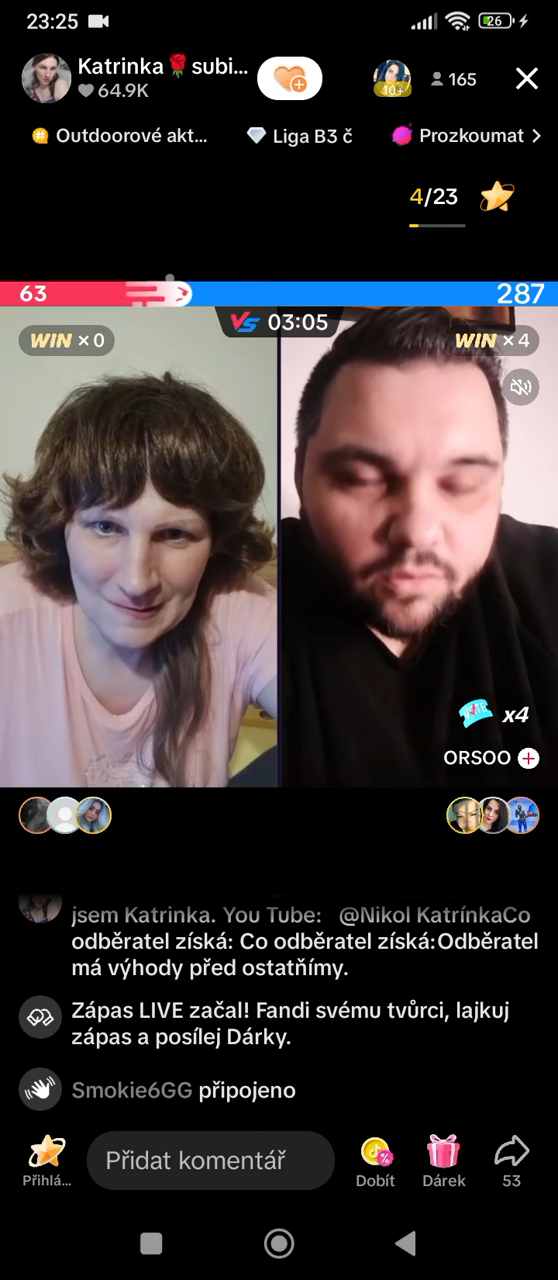 23:25
26
Katrinka🌹subi...
64.9K
10+
165
Outdoorové akt...
Liga B3 č
Prozkoumat
4/23
63
287
VS 03:05
WIN × 0
WIN × 4
x4
ORSOO
jsem Katrinka. You Tube: @Nikol KatrínkaCo
odběratel získá: Co odběratel získá:Odběratel
má výhody před ostatňímy.
Zápas LIVE začal! Fandi svému tvůrci, lajkuj
zápas a posílej Dárky.
Smokie6GG připojeno
Přidat komentář
Přihlá...
Dobít
Dárek
53